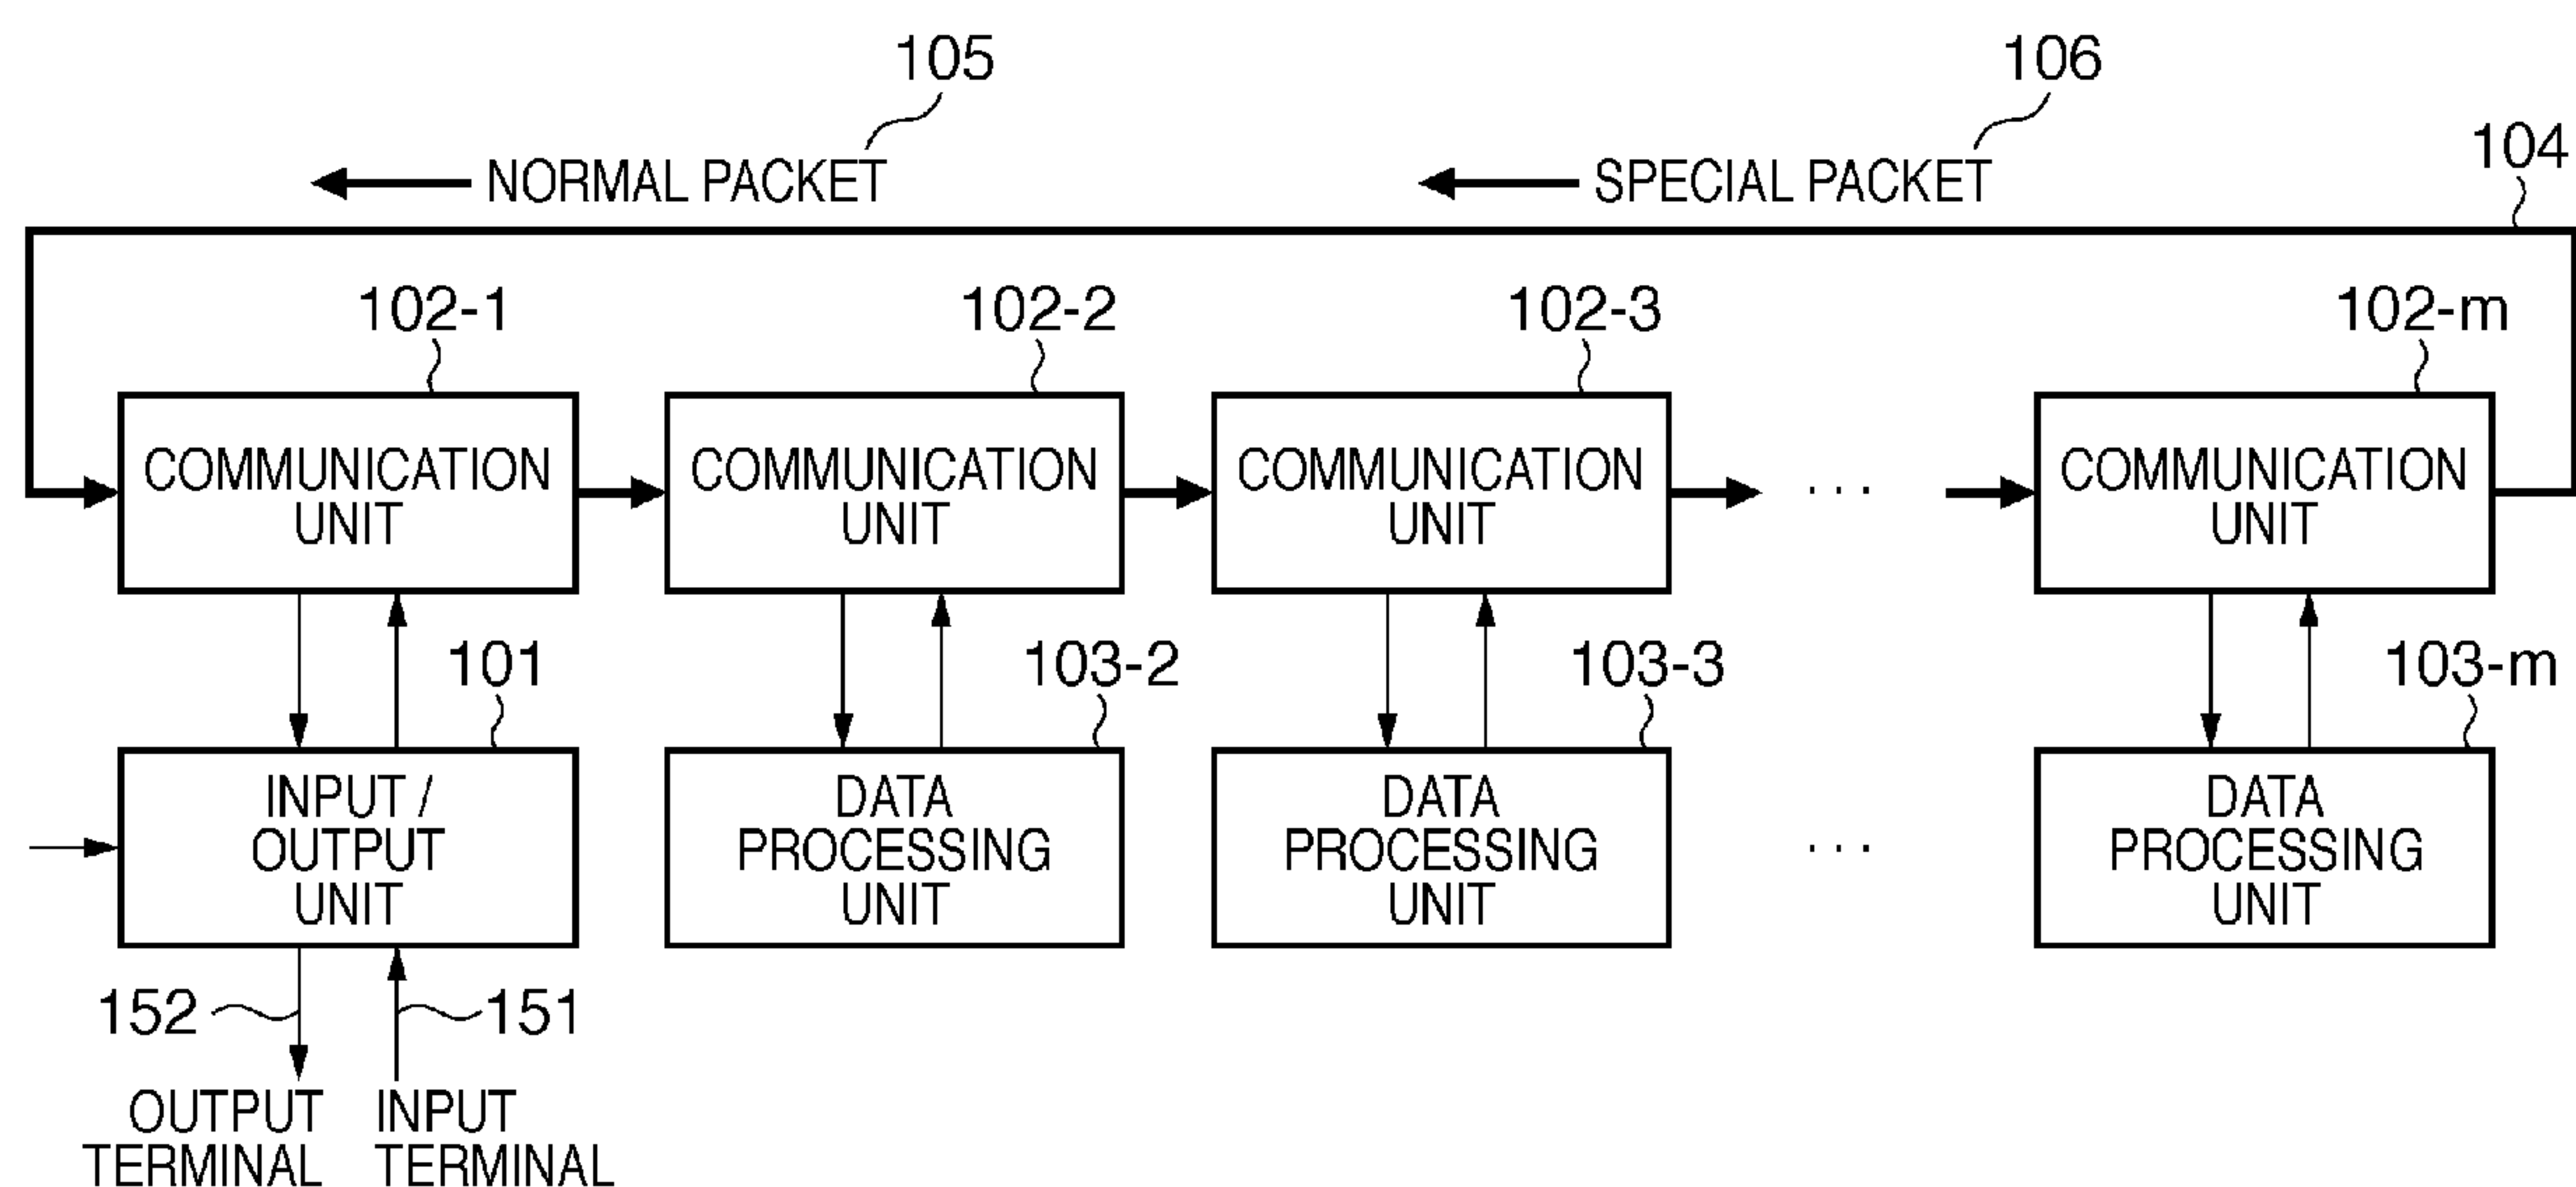 105
106
NORMAL PACKET
SPECIAL PACKET
104
102-1
102-2
102-3
102-m
COMMUNICATION
UNIT
COMMUNICATION
UNIT
COMMUNICATION
UNIT
. . .
COMMUNICATION
UNIT
101
103-2
103-3
103-m
INPUT /
OUTPUT
UNIT
DATA
PROCESSING
UNIT
DATA
PROCESSING
UNIT
. . .
DATA
PROCESSING
UNIT
152
151
OUTPUT
TERMINAL
INPUT
TERMINAL